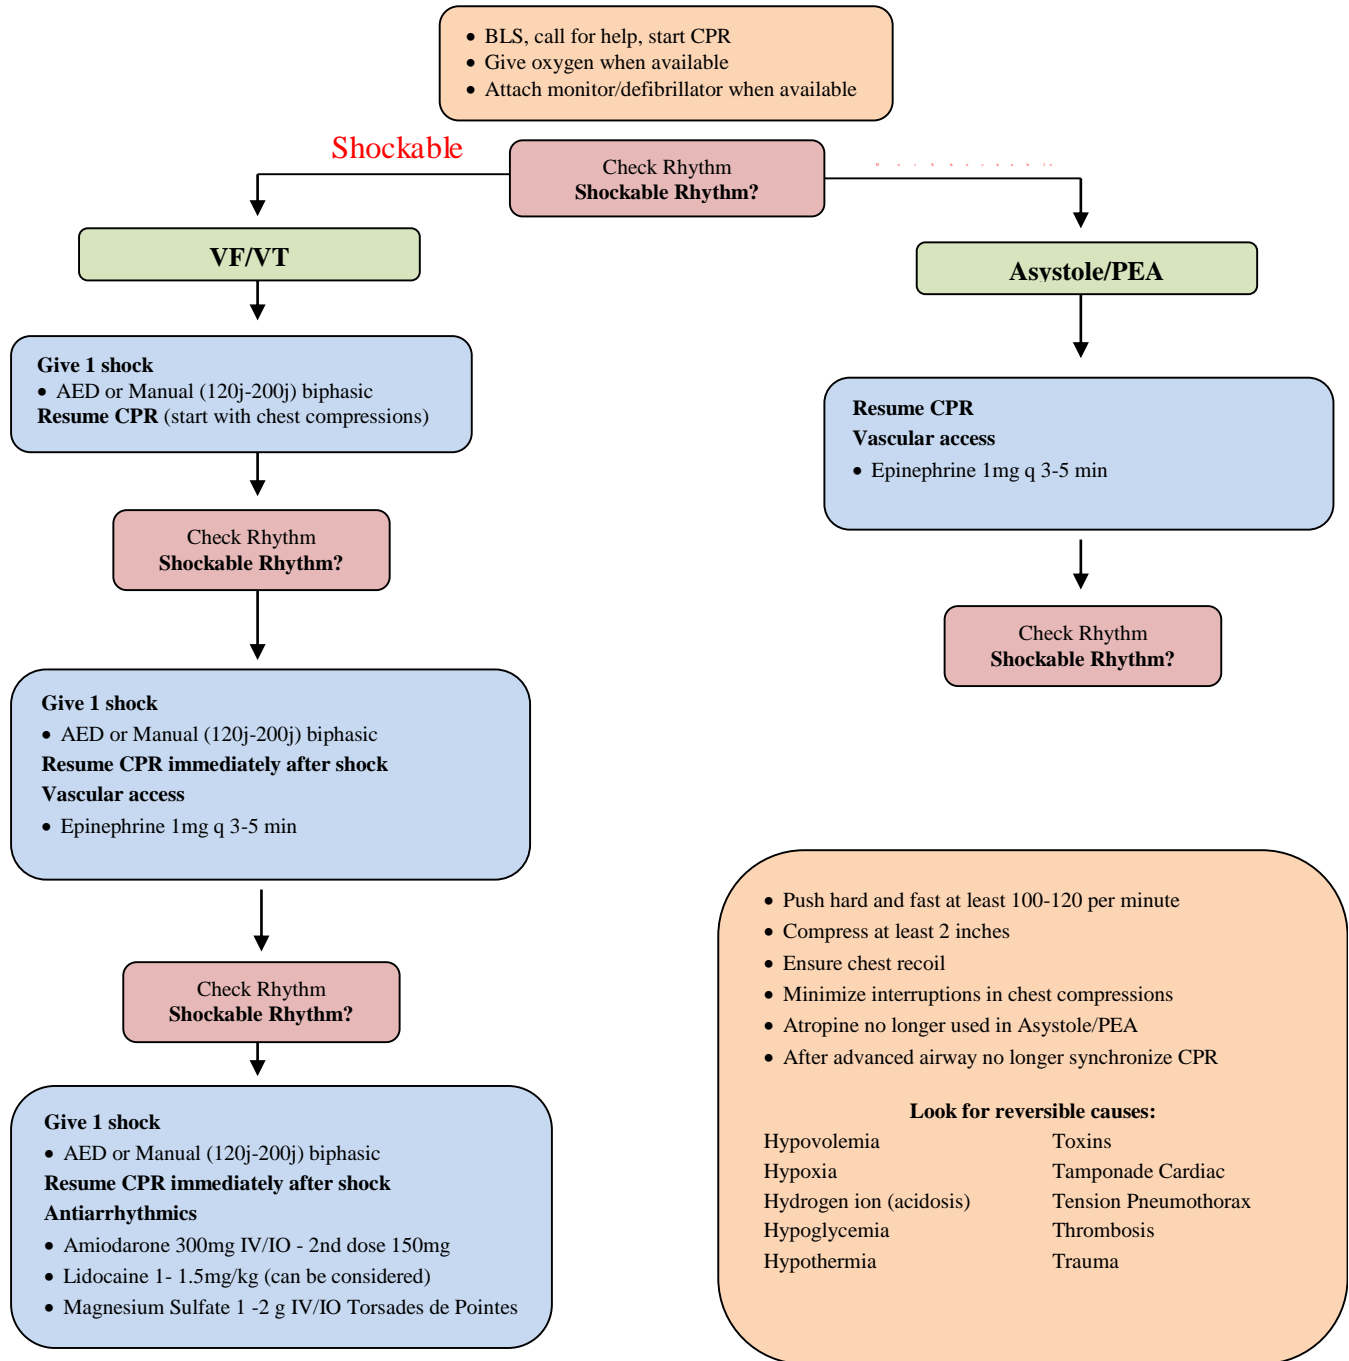 • BLS, call for help, start CPR
• Give oxygen when available
• Attach monitor/defibrillator when available
Shockable
Check Rhythm
Shockable Rhythm?
VF/VT
Give 1 shock
• AED or Manual (120j-200j) biphasic
Resume CPR (start with chest compressions)
Check Rhythm
Shockable Rhythm?
Give 1 shock
• AED or Manual (120j-200j) biphasic
Resume CPR immediately after shock
Vascular access
• Epinephrine 1mg q 3-5 min
Check Rhythm
Shockable Rhythm?
Give 1 shock
• AED or Manual (120j-200j) biphasic
Resume CPR immediately after shock
Antiarrhythmics
• Amiodarone 300mg IV/IO - 2nd dose 150mg
• Lidocaine 1- 1.5mg/kg (can be considered)
• Magnesium Sulfate 1 -2 g IV/IO Torsades de Pointes
Asystole/PEA
Resume CPR
Vascular access
• Epinephrine 1mg q 3-5 min
Check Rhythm
Shockable Rhythm?
• Push hard and fast at least 100-120 per minute
• Compress at least 2 inches
• Ensure chest recoil
• Minimize interruptions in chest compressions
• Atropine no longer used in Asystole/PEA
• After advanced airway no longer synchronize CPR
Look for reversible causes:
Hypovolemia Toxins
Hypoxia Tamponade Cardiac
Hydrogen ion (acidosis) Tension Pneumothorax
Hypoglycemia Thrombosis
Hypothermia Trauma